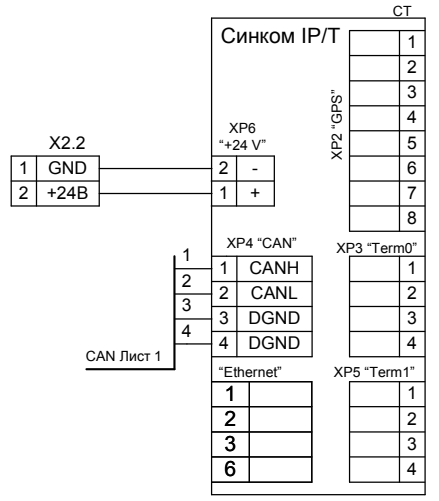 СТ
Синком IP/T
XP2 “GPS”
1
2
3
4
5
6
7
8
X2.2
1 GND
2 +24В
XP6
“+24 V”
2 -
1 +
XP4 “CAN”
1 1 CANH
2 2 CANL
3 3 DGND
4 4 DGND
CAN Лист 1
XP3 “Term0”
1
2
3
4
“Ethernet”
1
2
3
6
XP5 “Term1”
1
2
3
4